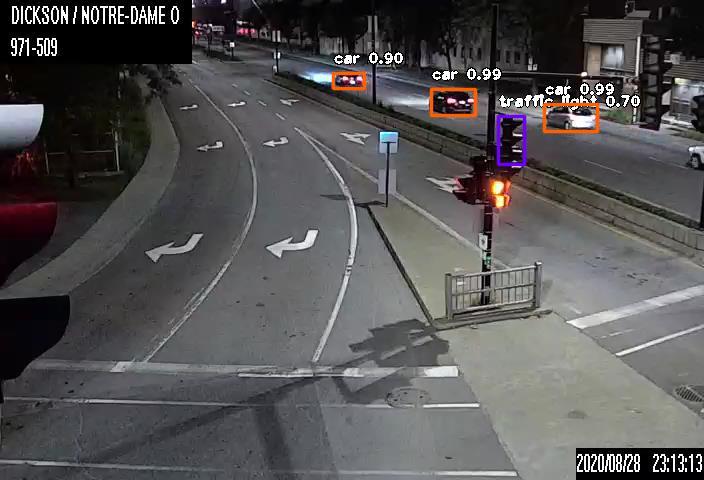 DICKSON / NOTRE-DAME O
971-509
car 0.90
car 0.99
car 0.99
traffic light 0.70
2020/08/28 23:13:13